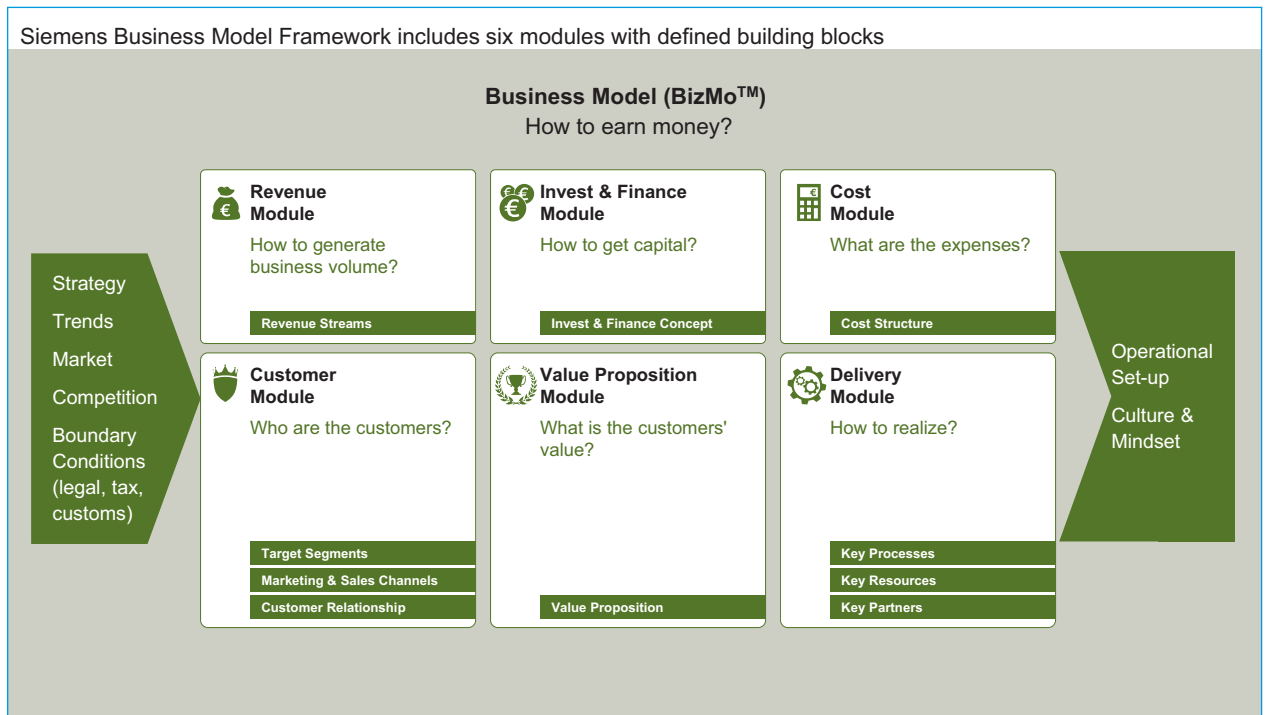 Siemens Business Model Framework includes six modules with defined building blocks
Business Model (BizMo™)
How to earn money?
Strategy
Trends
Market
Competition
Boundary
Conditions
(legal, tax,
customs)
Revenue
Module
How to generate
business volume?
Revenue Streams
Invest & Finance
Module
How to get capital?
Invest & Finance Concept
Cost
Module
What are the expenses?
Cost Structure
Customer
Module
Who are the customers?
Target Segments
Marketing & Sales Channels
Customer Relationship
Value Proposition
Module
What is the customers'
value?
Value Proposition
Delivery
Module
How to realize?
Key Processes
Key Resources
Key Partners
Operational
Set-up
Culture &
Mindset